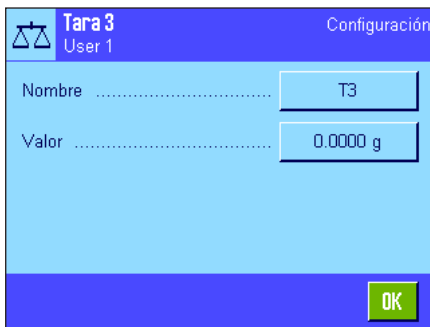 Tara 3
Configuración
User 1
Nombre ................................ T3
Valor .................................... 0.0000 g
OK